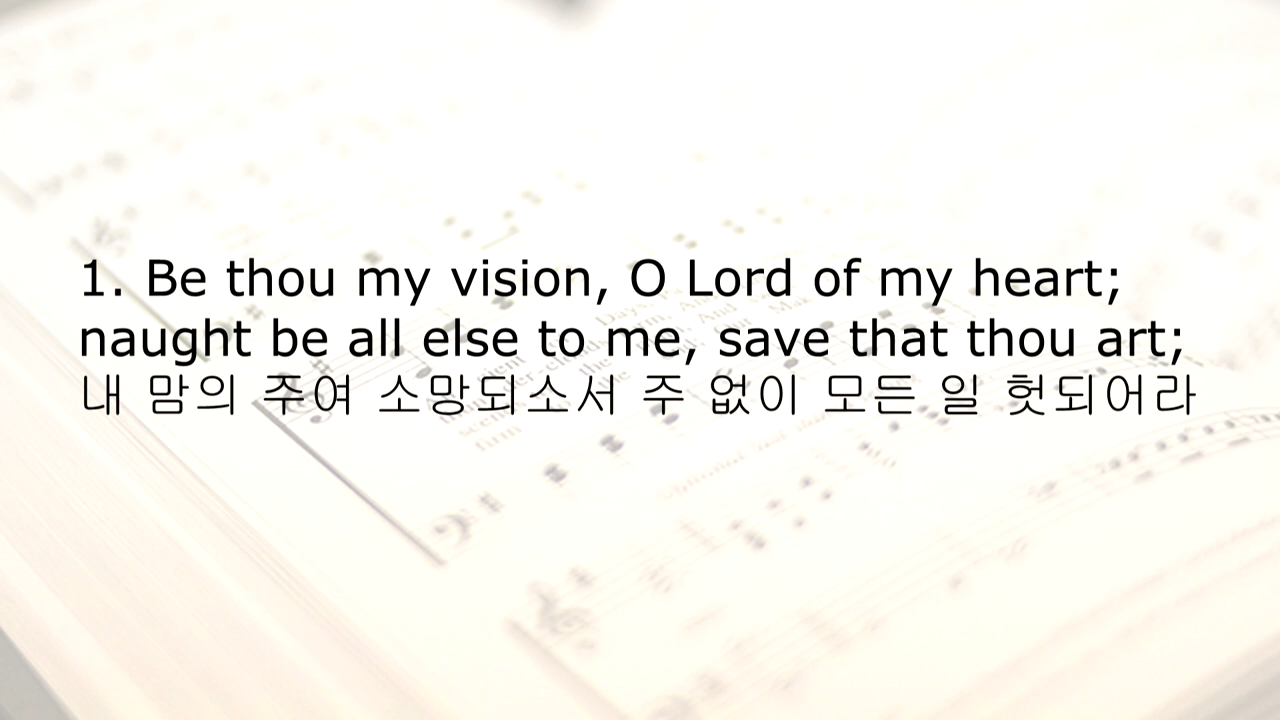 1. Be thou my vision, O Lord of my heart;
naught be all else to me, save that thou art;
내 맘의 주여 소망되소서 주 없이 모든 일 헛되어라